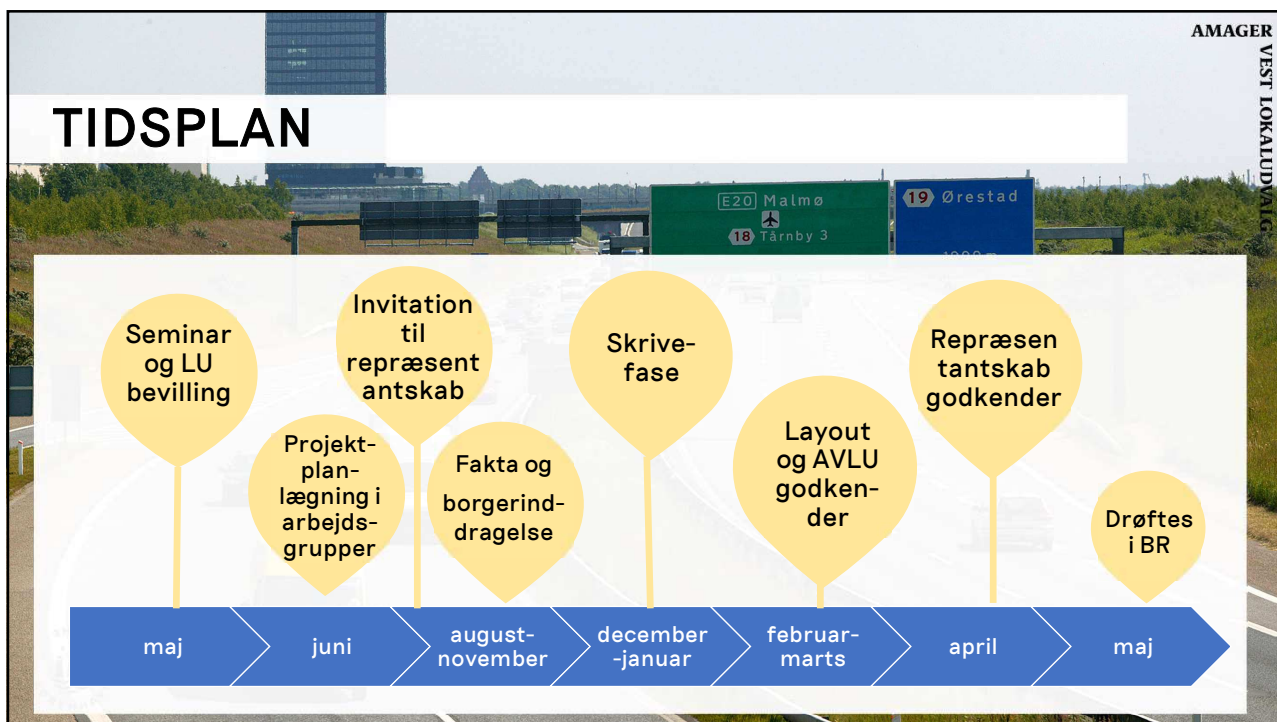 AMAGER
VEST LOKALUDVALG
TIDSPLAN
E20 Malmø
18 Tårnby 3
19 Ørestad
Seminar
og LU
bevilling
Projekt-
plan-
lægning i
arbejds-
grupper
Invitation
til
repræsent
antskab
Fakta og
borgerind-
dragelse
Skrive-
fase
Layout
og AVLU
godken-
der
Repræsen
tantskab
godkender
Drøftes
i BR
maj
juni
august-
november
december
-januar
februar-
marts
april
maj